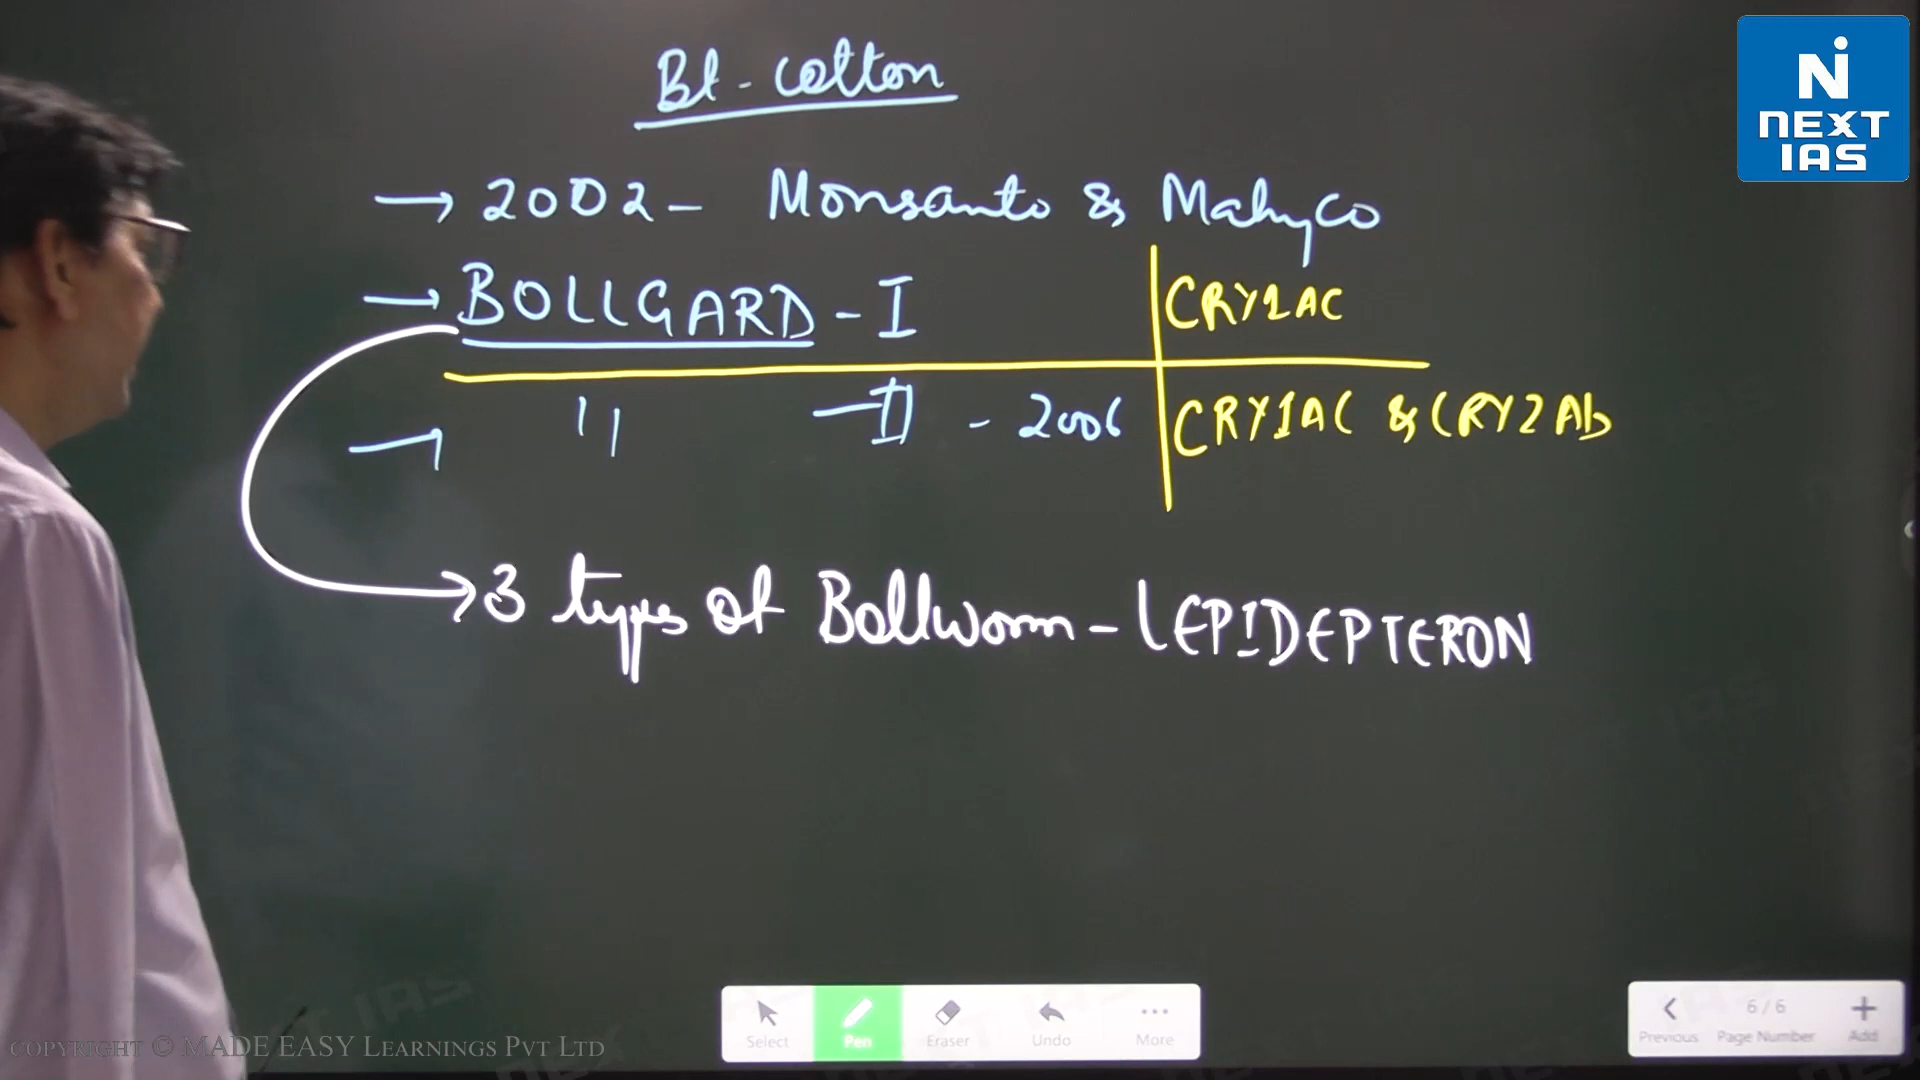 Bt - cotton
NEXT IAS
→ 2002 - Monsanto & Mahyco
→ BOLLGARD - I CRY1AC
→ " - II - 2006 CRY1AC & CRY2Ab
→ 3 types of Bollworm - LEPIDEPTERON
Select Pen Eraser Undo More
6 / 6
Previous Page Number Add
COPYRIGHT © MADE EASY LEARNINGS PVT LTD